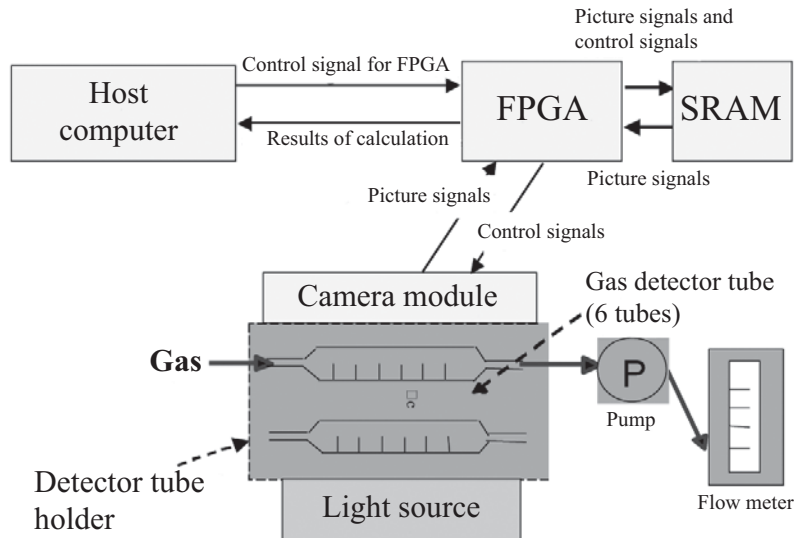 Picture signals and
control signals
Control signal for FPGA
Host
computer
FPGA
SRAM
Results of calculation
Picture signals
Picture signals
Control signals
Camera module
Gas detector tube
(6 tubes)
Gas
P
Pump
Detector tube
holder
Light source
Flow meter